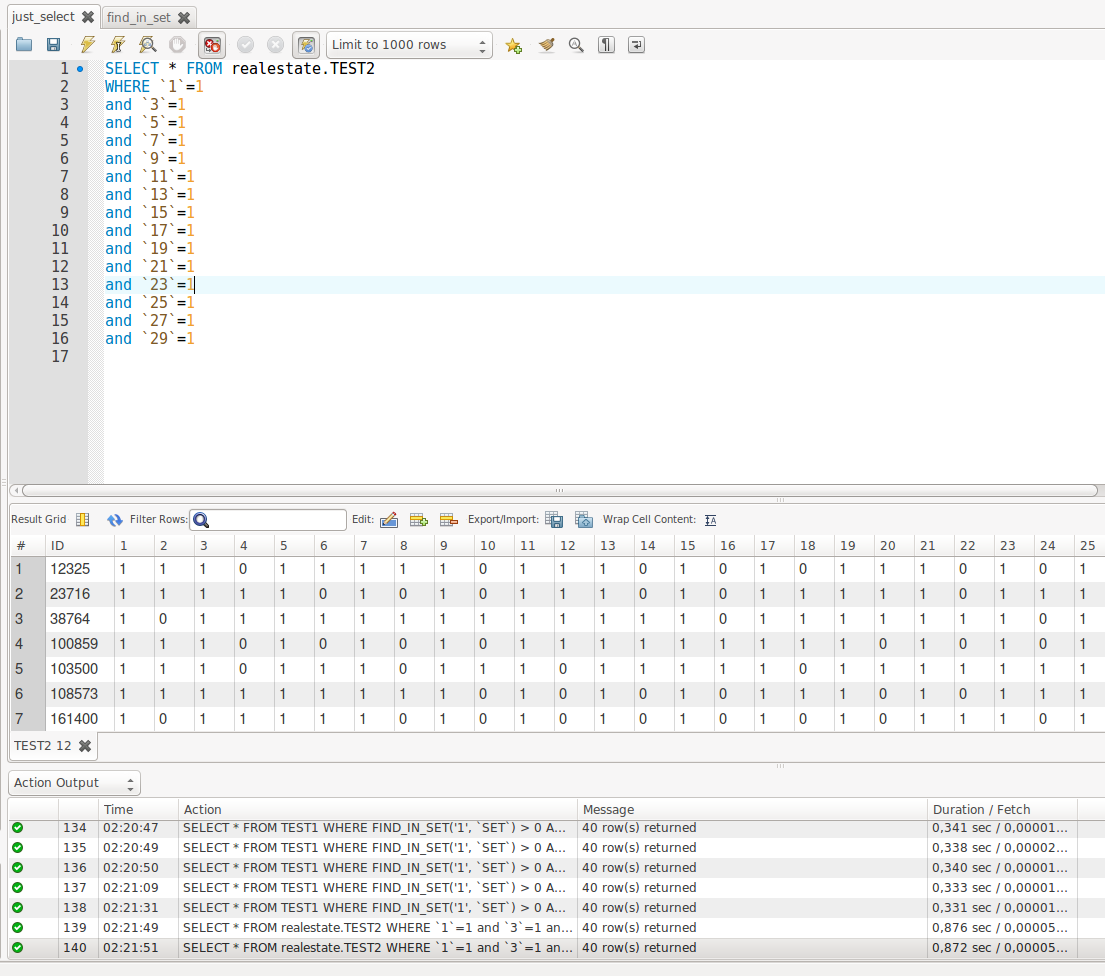 just_select find_in_set
Limit to 1000 rows
1 SELECT * FROM realestate.TEST2
2 WHERE `1`=1
3 and `3`=1
4 and `5`=1
5 and `7`=1
6 and `9`=1
7 and `11`=1
8 and `13`=1
9 and `15`=1
10 and `17`=1
11 and `19`=1
12 and `21`=1
13 and `23`=1
14 and `25`=1
15 and `27`=1
16 and `29`=1
17
Result Grid Filter Rows: Edit: Export/Import: Wrap Cell Content:
# ID 1 2 3 4 5 6 7 8 9 10 11 12 13 14 15 16 17 18 19 20 21 22 23 24 25
1 12325 1 1 1 0 1 1 1 1 1 0 1 1 1 0 1 0 1 0 1 1 1 0 1 0 1
2 23716 1 1 1 1 1 0 1 0 1 0 1 1 1 0 1 0 1 1 1 1 1 0 1 1 1
3 38764 1 0 1 1 1 1 1 1 1 1 1 1 1 1 1 0 1 1 1 1 1 1 1 0 1
4 100859 1 1 1 0 1 0 1 0 1 0 1 1 1 1 1 1 1 1 1 0 1 0 1 0 1
5 103500 1 1 1 0 1 1 1 0 1 1 1 0 1 1 1 1 1 0 1 1 1 1 1 1 1
6 108573 1 1 1 1 1 1 1 1 1 0 1 0 1 0 1 0 1 1 1 0 1 0 1 1 1
7 161400 1 0 1 1 1 1 1 0 1 0 1 0 1 0 1 0 1 0 1 0 1 1 1 0 1
TEST2 12
Action Output
Time Action Message Duration / Fetch
134 02:20:47 SELECT * FROM TEST1 WHERE FIND_IN_SET('1', `SET`) > 0 A... 40 row(s) returned 0,341 sec / 0,00001...
135 02:20:49 SELECT * FROM TEST1 WHERE FIND_IN_SET('1', `SET`) > 0 A... 40 row(s) returned 0,338 sec / 0,00002...
136 02:20:50 SELECT * FROM TEST1 WHERE FIND_IN_SET('1', `SET`) > 0 A... 40 row(s) returned 0,340 sec / 0,00001...
137 02:21:09 SELECT * FROM TEST1 WHERE FIND_IN_SET('1', `SET`) > 0 A... 40 row(s) returned 0,333 sec / 0,00001...
138 02:21:31 SELECT * FROM TEST1 WHERE FIND_IN_SET('1', `SET`) > 0 A... 40 row(s) returned 0,331 sec / 0,00001...
139 02:21:49 SELECT * FROM realestate.TEST2 WHERE `1`=1 and `3`=1 an... 40 row(s) returned 0,876 sec / 0,00005...
140 02:21:51 SELECT * FROM realestate.TEST2 WHERE `1`=1 and `3`=1 an... 40 row(s) returned 0,872 sec / 0,00005...